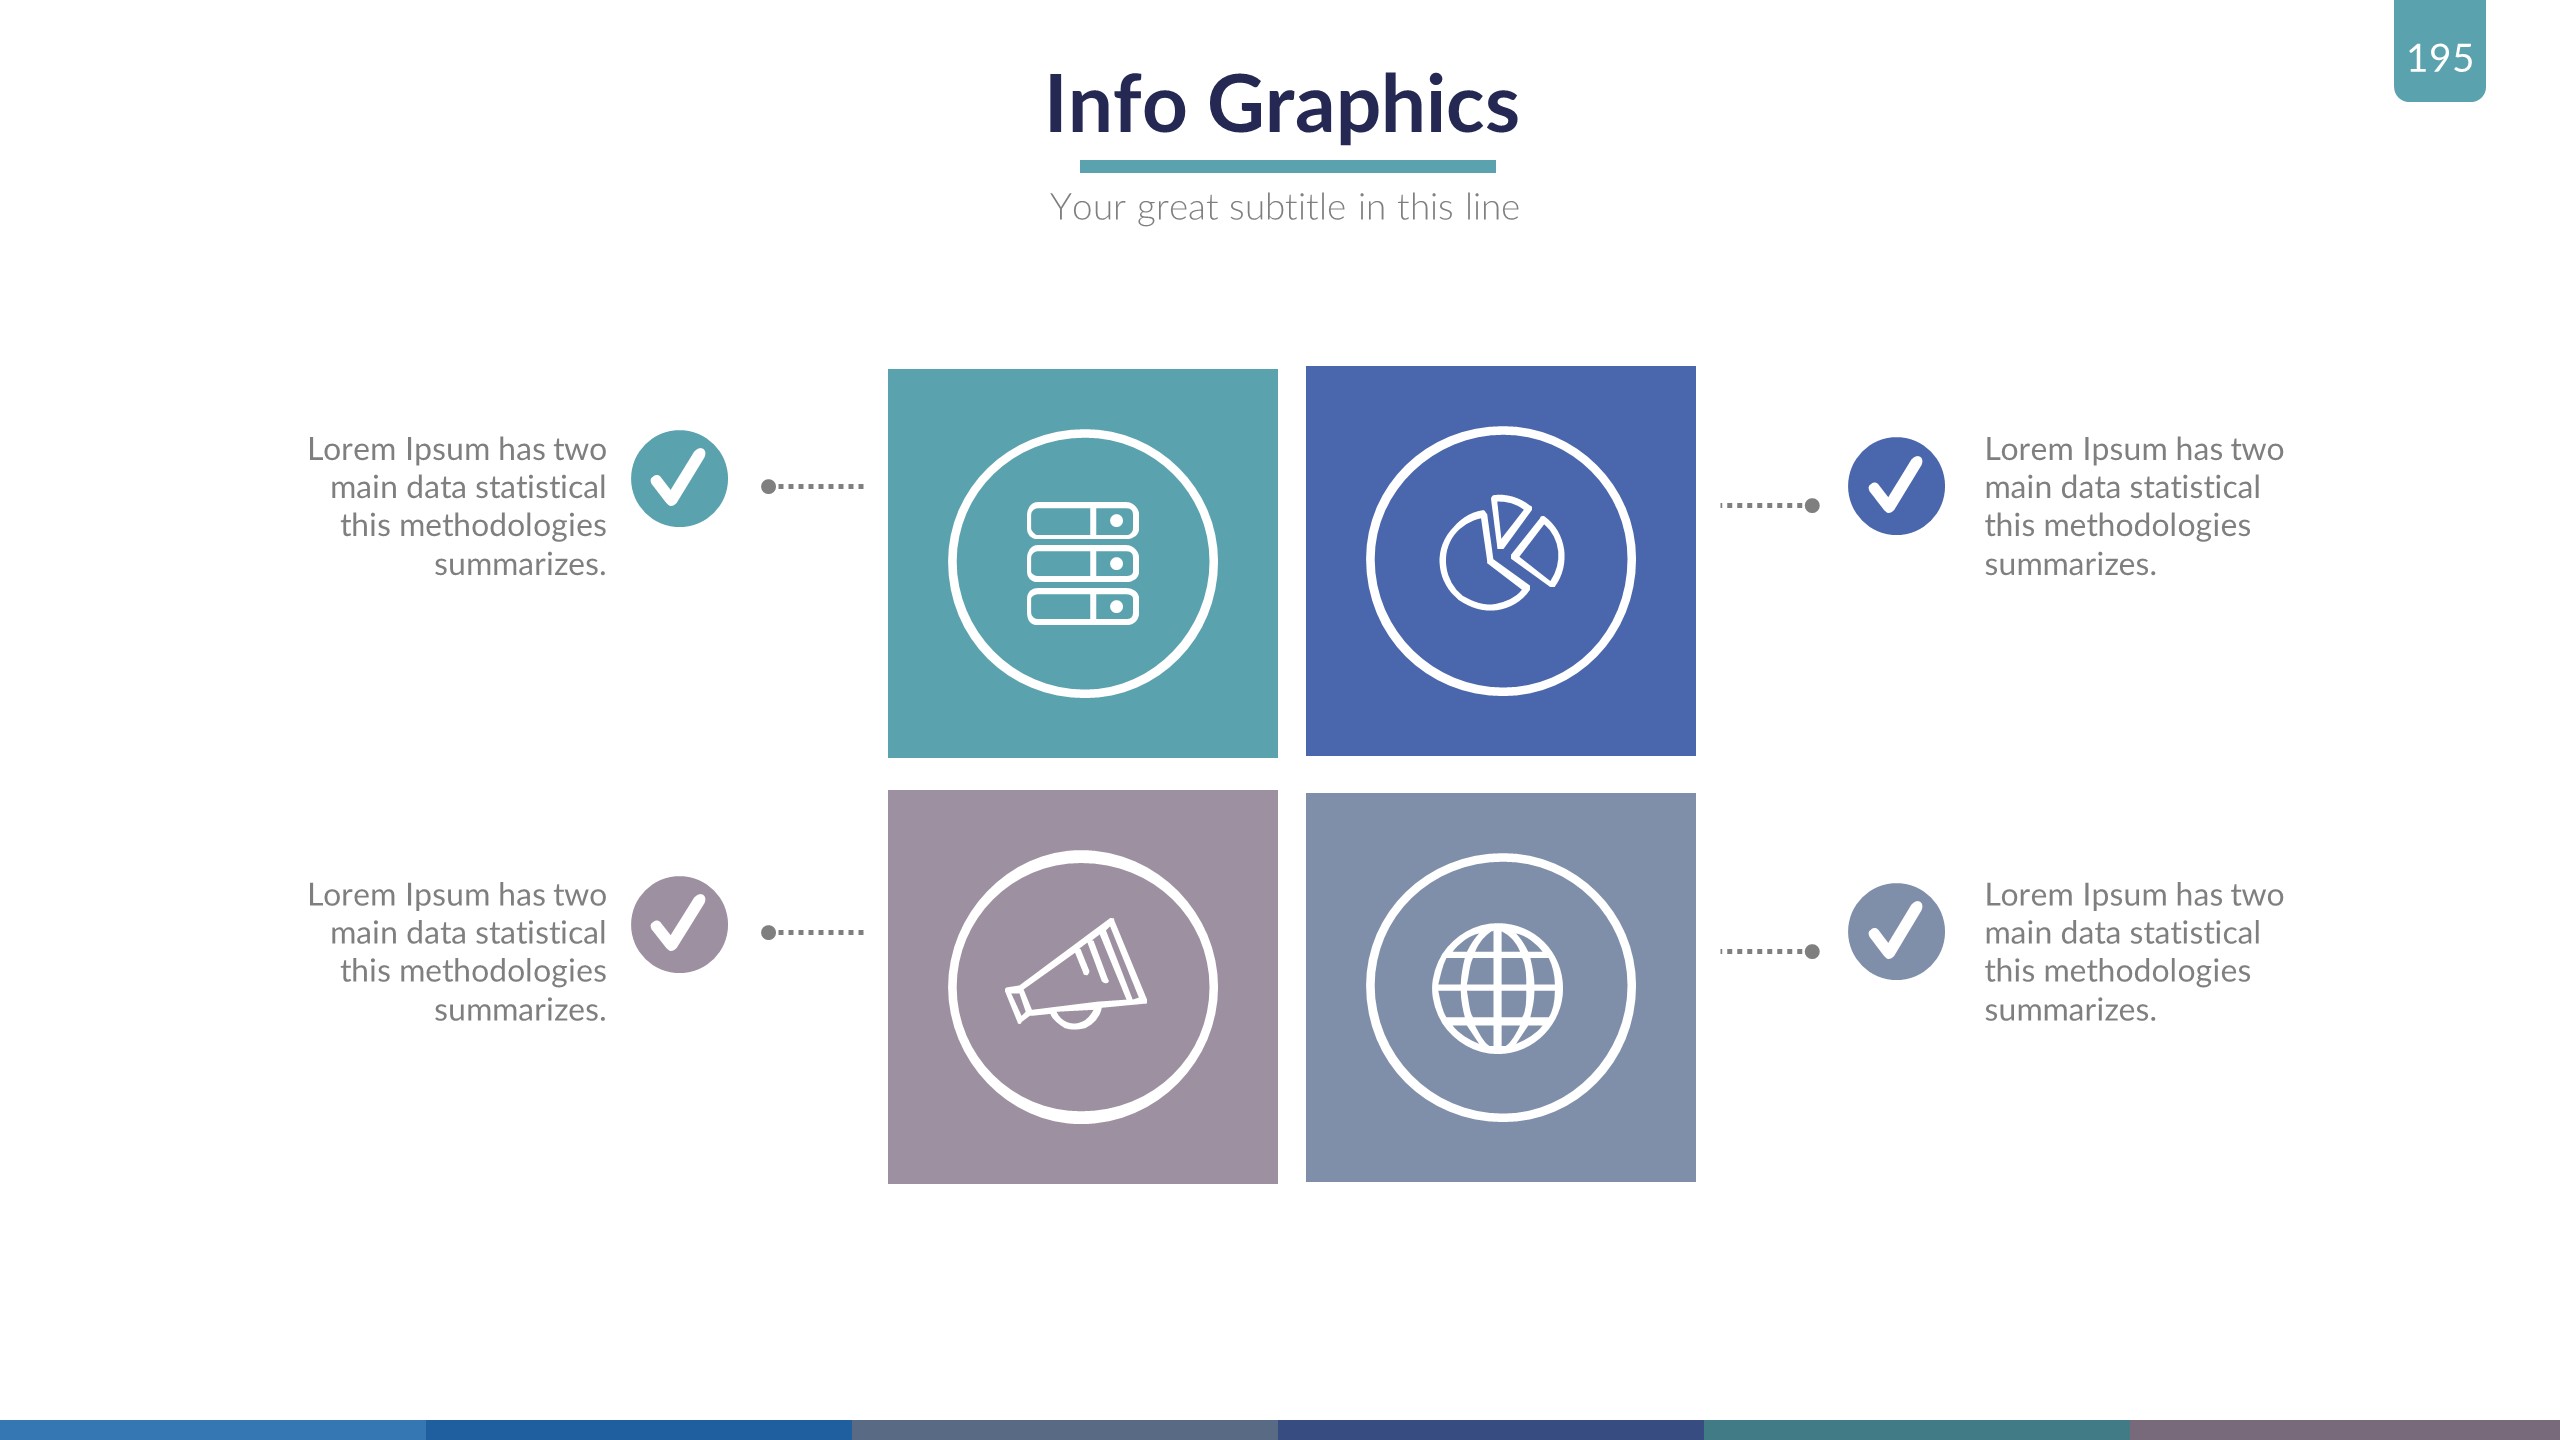 195
Info Graphics
Your great subtitle in this line
Lorem Ipsum has two
main data statistical
this methodologies
summarizes.
Lorem Ipsum has two
main data statistical
this methodologies
summarizes.
Lorem Ipsum has two
main data statistical
this methodologies
summarizes.
Lorem Ipsum has two
main data statistical
this methodologies
summarizes.